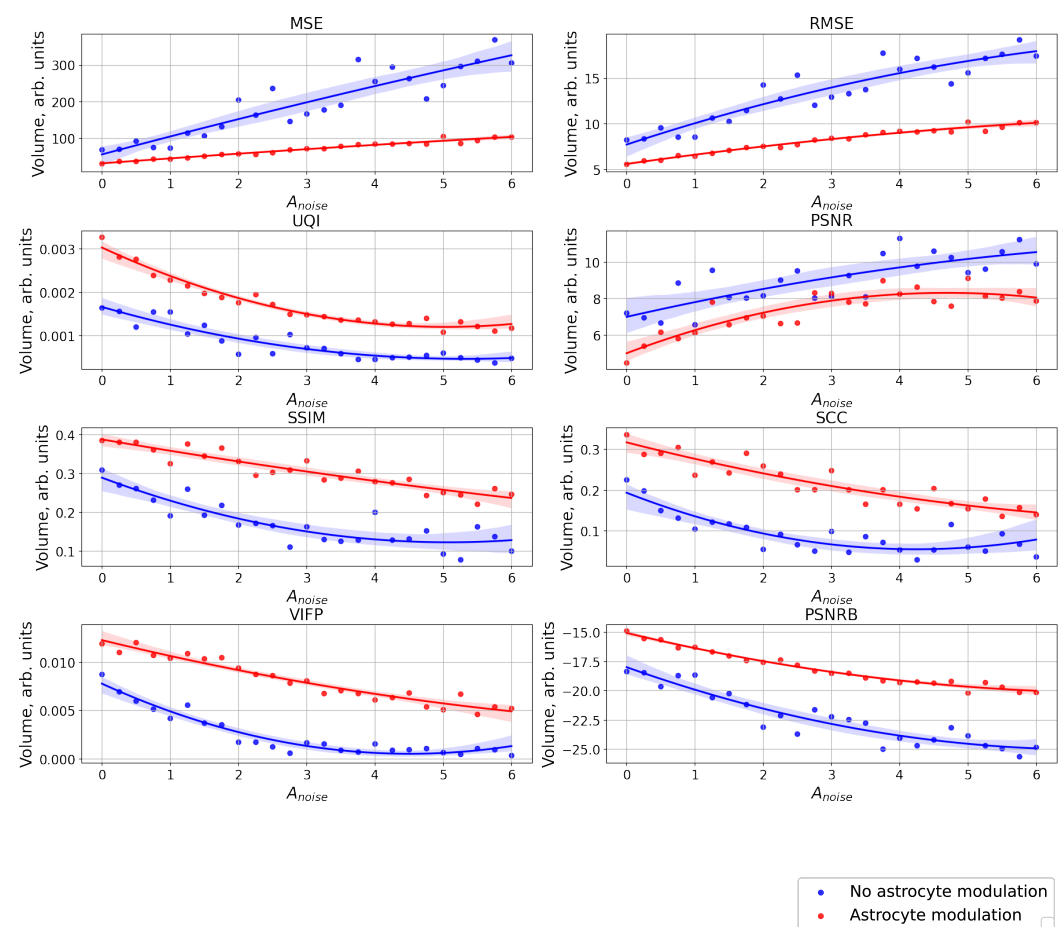 MSE
RMSE
Volume, arb. units
300
200
100
0 1 2 3 4 5 6
A_noise
Volume, arb. units
15
10
5
0 1 2 3 4 5 6
A_noise
UQI
PSNR
Volume, arb. units
0.003
0.002
0.001
0 1 2 3 4 5 6
A_noise
Volume, arb. units
10
8
6
0 1 2 3 4 5 6
A_noise
SSIM
SCC
Volume, arb. units
0.4
0.3
0.2
0.1
0 1 2 3 4 5 6
A_noise
Volume, arb. units
0.3
0.2
0.1
0 1 2 3 4 5 6
A_noise
VIFP
PSNRB
Volume, arb. units
0.010
0.005
0.000
0 1 2 3 4 5 6
A_noise
Volume, arb. units
−15.0
−17.5
−20.0
−22.5
−25.0
0 1 2 3 4 5 6
A_noise
No astrocyte modulation
Astrocyte modulation